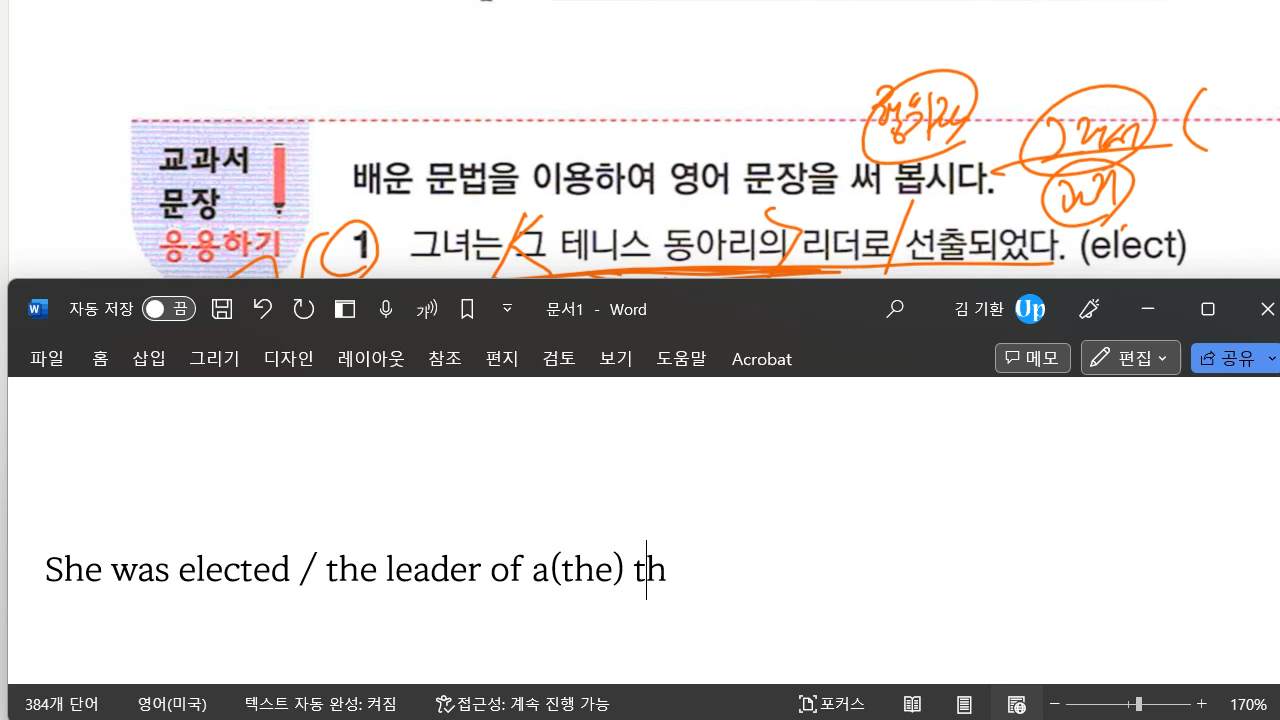 교과서
문장
응용하기
배운 문법을 이용하여 영어 문장을 써 봅시다.
1 그녀는 그 테니스 동아리의 리더로 선출되었다. (elect)
자동 저장 끔 가 문서1 - Word 김 기환 Up
파일 홈 삽입 그리기 디자인 레이아웃 참조 편지 검토 보기 도움말 Acrobat 메모 편집 공유
She was elected / the leader of a(the) th
384개 단어 영어(미국) 텍스트 자동 완성: 켜짐 접근성: 계속 진행 가능 포커스 170%